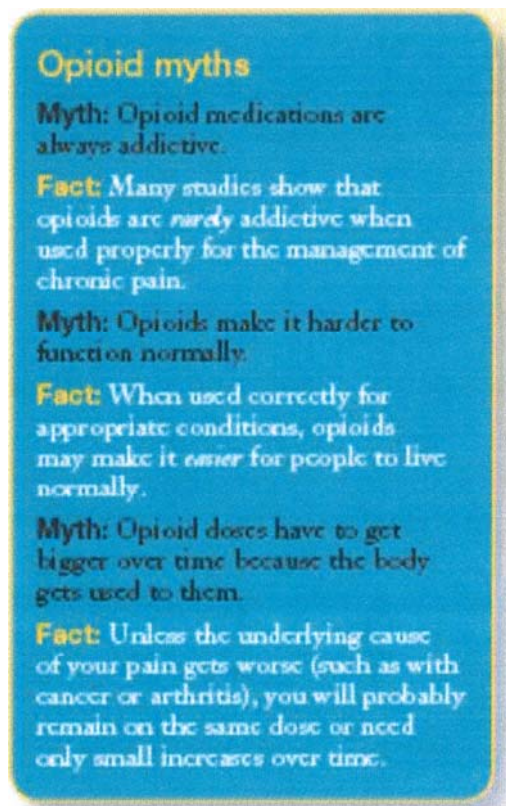 Opioid myths
Myth: Opioid medications are
always addictive.
Fact: Many studies show that
opioids are rarely addictive when
used properly for the management of
chronic pain.
Myth: Opioids make it harder to
function normally.
Fact: When used correctly for
appropriate conditions, opioids
may make it easier for people to live
normally.
Myth: Opioid doses have to get
bigger over time because the body
gets used to them.
Fact: Unless the underlying cause
of your pain gets worse (such as with
cancer or arthritis), you will probably
remain on the same dose or need
only small increases over time.